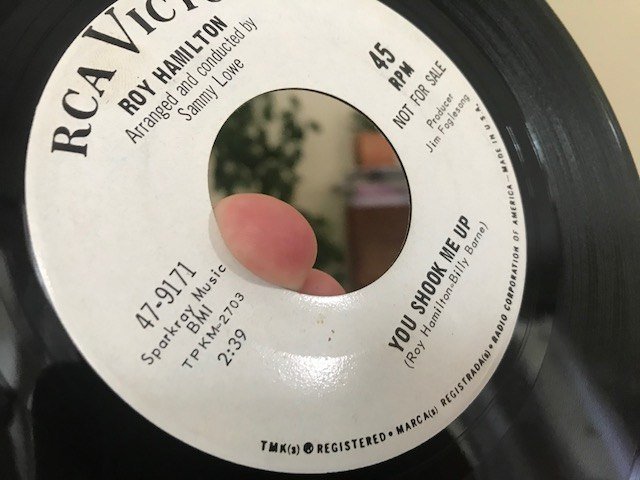 RCA VICTO
ROY HAMILTON
Arranged and conducted by
Sammy Lowe
45
RPM
NOT FOR SALE
Producer
Jim Foglesong
47-9171
Sparkray Music
BMI
TPKM-2703
2:39
YOU SHOOK ME UP
(Roy Hamilton-Billy Barne)
TMK(s) ® REGISTERED • MARCA(s) REGISTRADA(s) • RADIO CORPORATION OF AMERICA—MADE IN U.S.A.